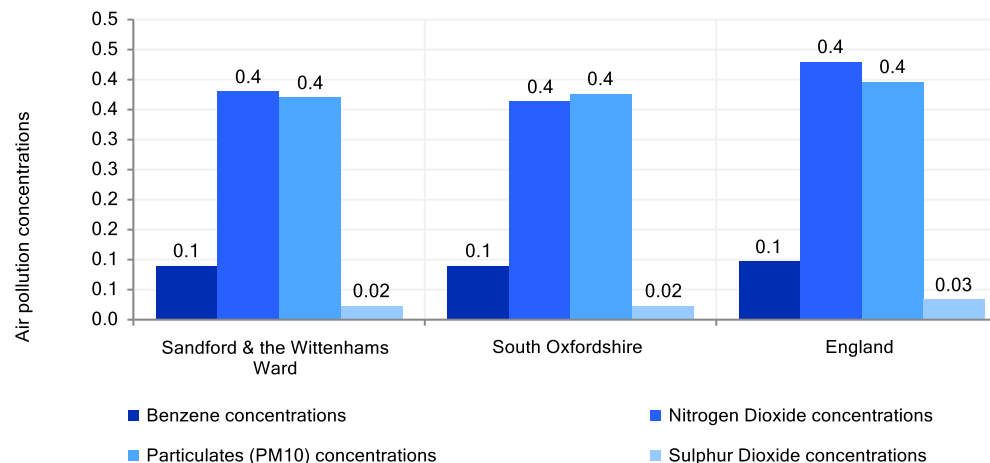 Air pollution concentrations
0.5
0.5
0.4
0.4
0.3
0.3
0.2
0.2
0.1
0.1
0.0
0.1
0.4
0.4
0.02
0.1
0.4
0.4
0.02
0.1
0.4
0.4
0.03
Sandford & the Wittenhams
Ward
South Oxfordshire
England
Benzene concentrations
Nitrogen Dioxide concentrations
Particulates (PM10) concentrations
Sulphur Dioxide concentrations